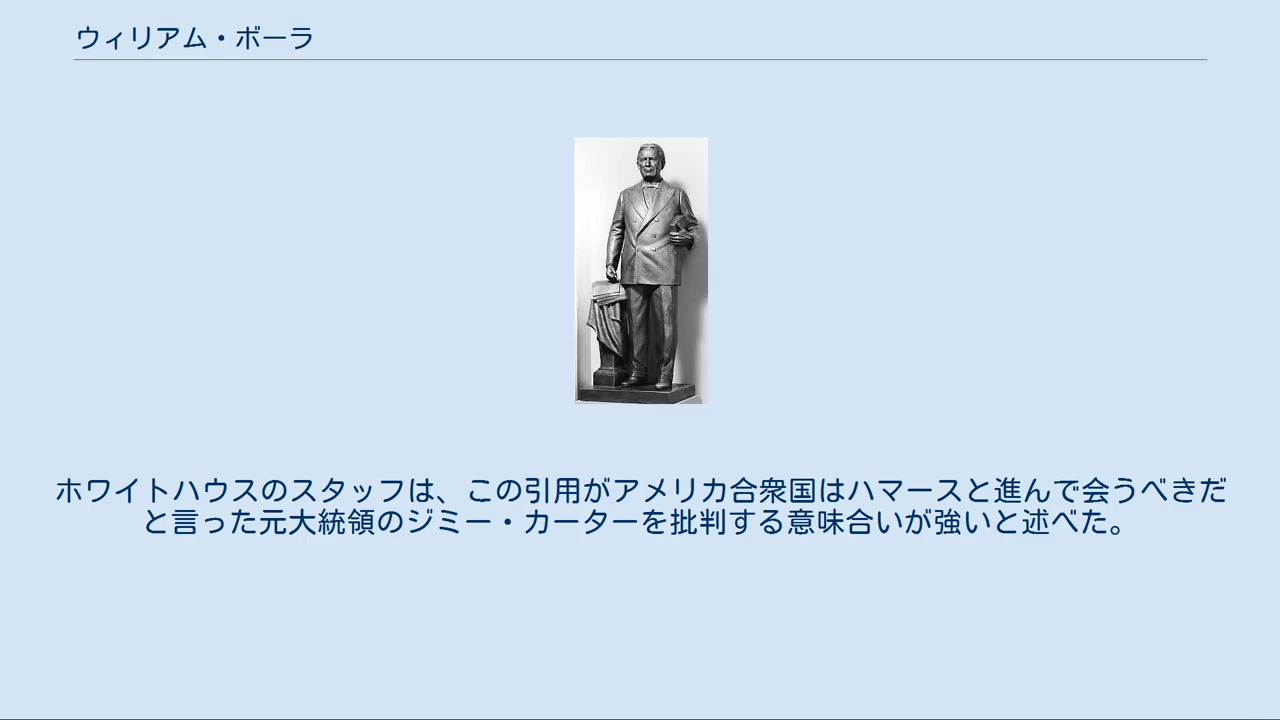 ウィリアム・ボーラ
ホワイトハウスのスタッフは、この引用がアメリカ合衆国はハマースと進んで会うべきだ
と言った元大統領のジミー・カーターを批判する意味合いが強いと述べた。